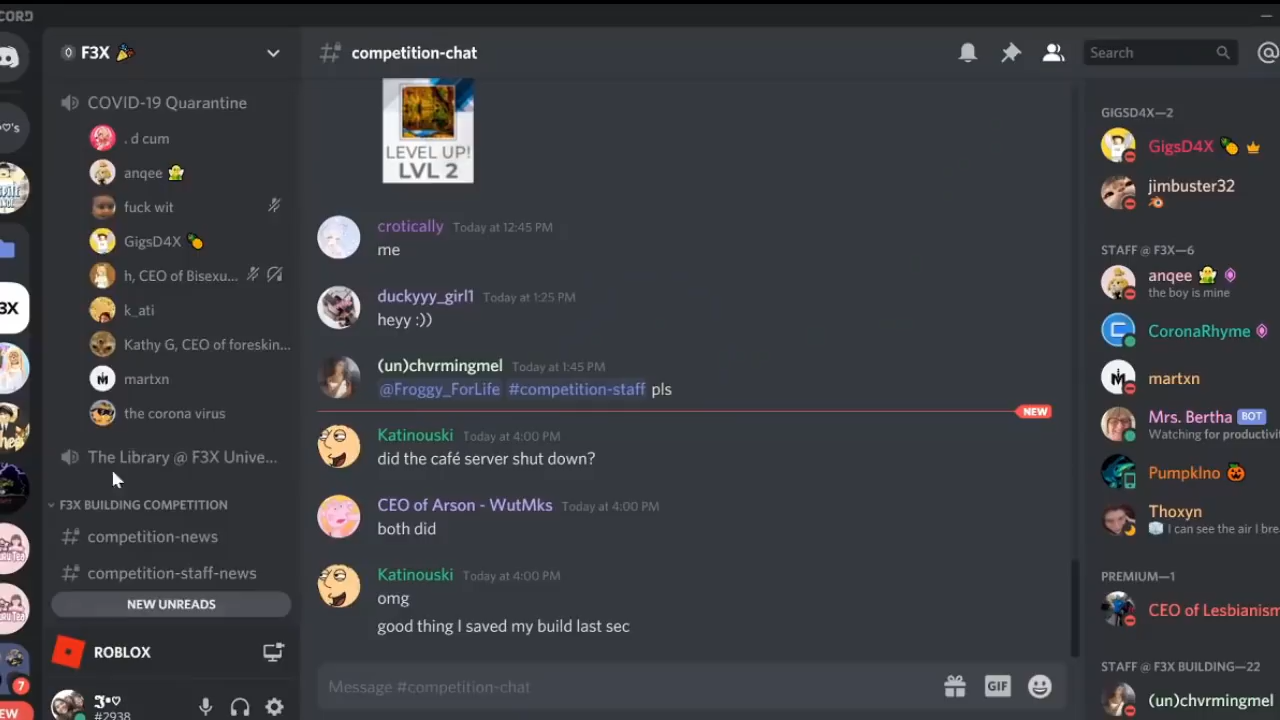 CORD
F3X
COVID-19 Quarantine
. d cum
anqee
fuck wit
GigsD4X
h, CEO of Bisexu...
k_ati
Kathy G, CEO of foreskin...
martxn
the corona virus
The Library @ F3X Unive...
F3X BUILDING COMPETITION
competition-news
competition-staff-news
NEW UNREADS
ROBLOX
#2938
competition-chat
Search
LEVEL UP!
LVL 2
crotically Today at 12:45 PM
me
duckyyy_girl1 Today at 1:25 PM
heyy :))
(un)chvrmingmel Today at 1:45 PM
@Froggy_ForLife #competition-staff pls
NEW
Katinouski Today at 4:00 PM
did the café server shut down?
CEO of Arson - WutMks Today at 4:00 PM
both did
Katinouski Today at 4:00 PM
omg
good thing I saved my build last sec
Message #competition-chat
GIF
GIGSD4X—2
GigsD4X
jimbuster32
STAFF @ F3X—6
anqee
the boy is mine
CoronaRhyme
martxn
Mrs. Bertha BOT
Watching for productivi
PumpkIno
Thoxyn
I can see the air I bre
PREMIUM—1
CEO of Lesbianism
STAFF @ F3X BUILDING—22
(un)chvrmingmel
3X
7
EW